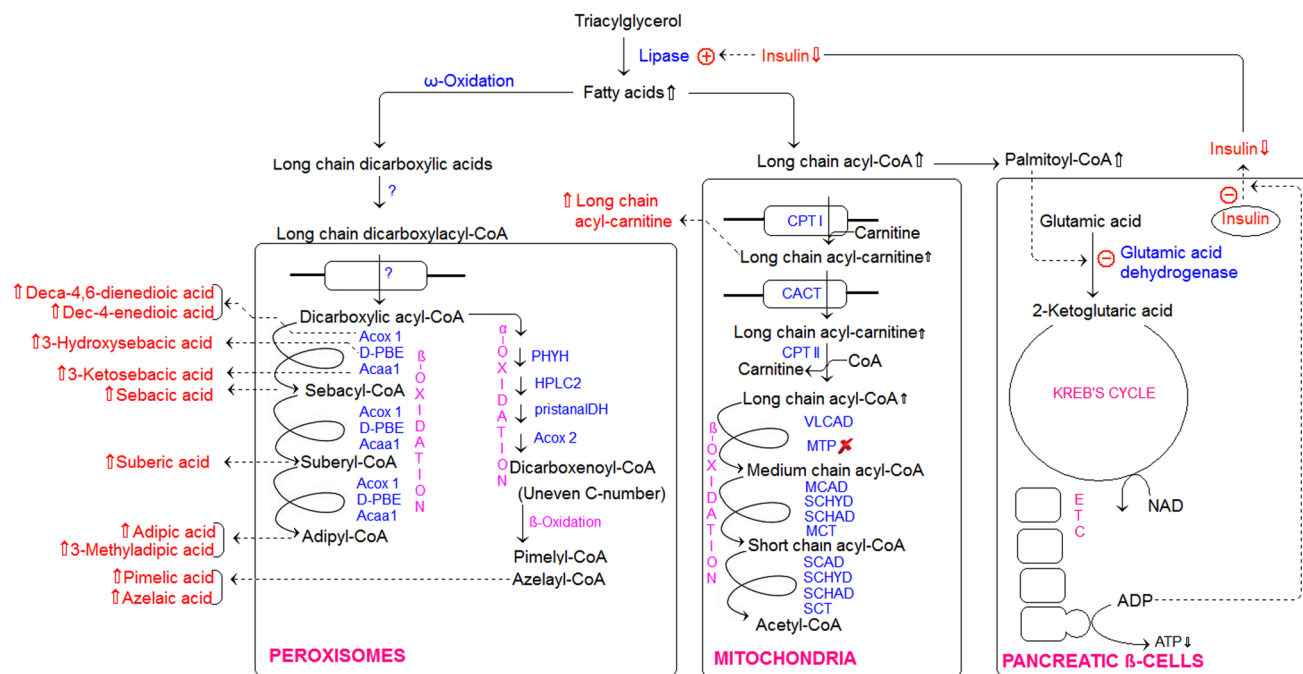 Triacylglycerol
Lipase + Insulin⇩
ω-Oxidation
Fatty acids⇧
Long chain dicarboxylic acids
?
Long chain dicarboxylacyl-CoA
?
⇧Deca-4,6-dienedioic acid
⇧Dec-4-enedioic acid
⇧3-Hydroxysebacic acid
⇧3-Ketosebacic acid
⇧Sebacic acid
⇧Suberic acid
⇧Adipic acid
⇧3-Methyladipic acid
⇧Pimelic acid
⇧Azelaic acid
Dicarboxylic acyl-CoA
Acox 1
D-PBE
Acaa1
Sebacyl-CoA
Acox 1
D-PBE
Acaa1
Suberyl-CoA
Acox 1
D-PBE
Acaa1
Adipyl-CoA
ß-OXIDATION
α-OXIDATION
PHYH
HPLC2
pristanalDH
Acox 2
Dicarboxenoyl-CoA
(Uneven C-number)
ß-Oxidation
Pimelyl-CoA
Azelayl-CoA
PEROXISOMES
Long chain acyl-CoA⇧
⇧Long chain
acyl-carnitine
CPT I
Carnitine
Long chain acyl-carnitine⇧
CACT
Long chain acyl-carnitine⇧
CPT II
CoA
Carnitine
Long chain acyl-CoA⇧
VLCAD
MTP✗
Medium chain acyl-CoA
MCAD
SCHYD
SCHAD
MCT
Short chain acyl-CoA
SCAD
SCHYD
SCHAD
SCT
Acetyl-CoA
ß-OXIDATION
MITOCHONDRIA
Palmitoyl-CoA⇧
Insulin⇩
−
Insulin
Glutamic acid
−
Glutamic acid
dehydrogenase
2-Ketoglutaric acid
KREB'S CYCLE
NAD
ETC
ADP
ATP⇩
PANCREATIC ß-CELLS